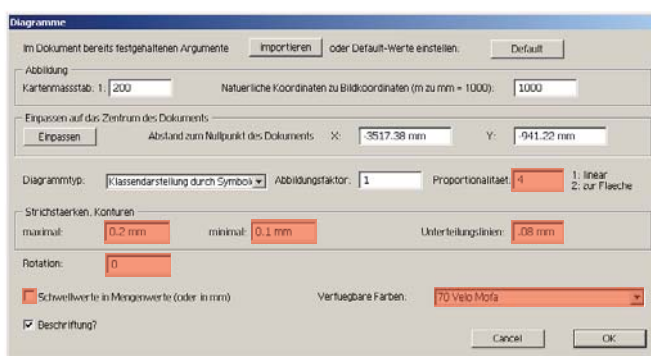 Diagramme
Im Dokument bereits festgehaltenen Argumente importieren oder Default-Werte einstellen. Default
Abbildung
Kartenmassstab: 1: 200 Natuerliche Koordinaten zu Bildkoordinaten (m zu mm = 1000): 1000
Einpassen auf das Zentrum des Dokuments
Einpassen Abstand zum Nullpunkt des Dokuments X: -3517.38 mm Y: -941.22 mm
Diagrammtyp: Klassendarstellung durch Symbole Abbildungsfaktor: 1 Proportionalitaet: 4 1: linear
2: zur Flaeche
Strichstaerken, Konturen
maximal: 0.2 mm minimal: 0.1 mm Unterteilungslinien: .08 mm
Rotation: 0
Schwellwerte in Mengenwerte (oder in mm) Verfuegbare Farben: 70 Velo Mofa
Beschriftung?
Cancel OK